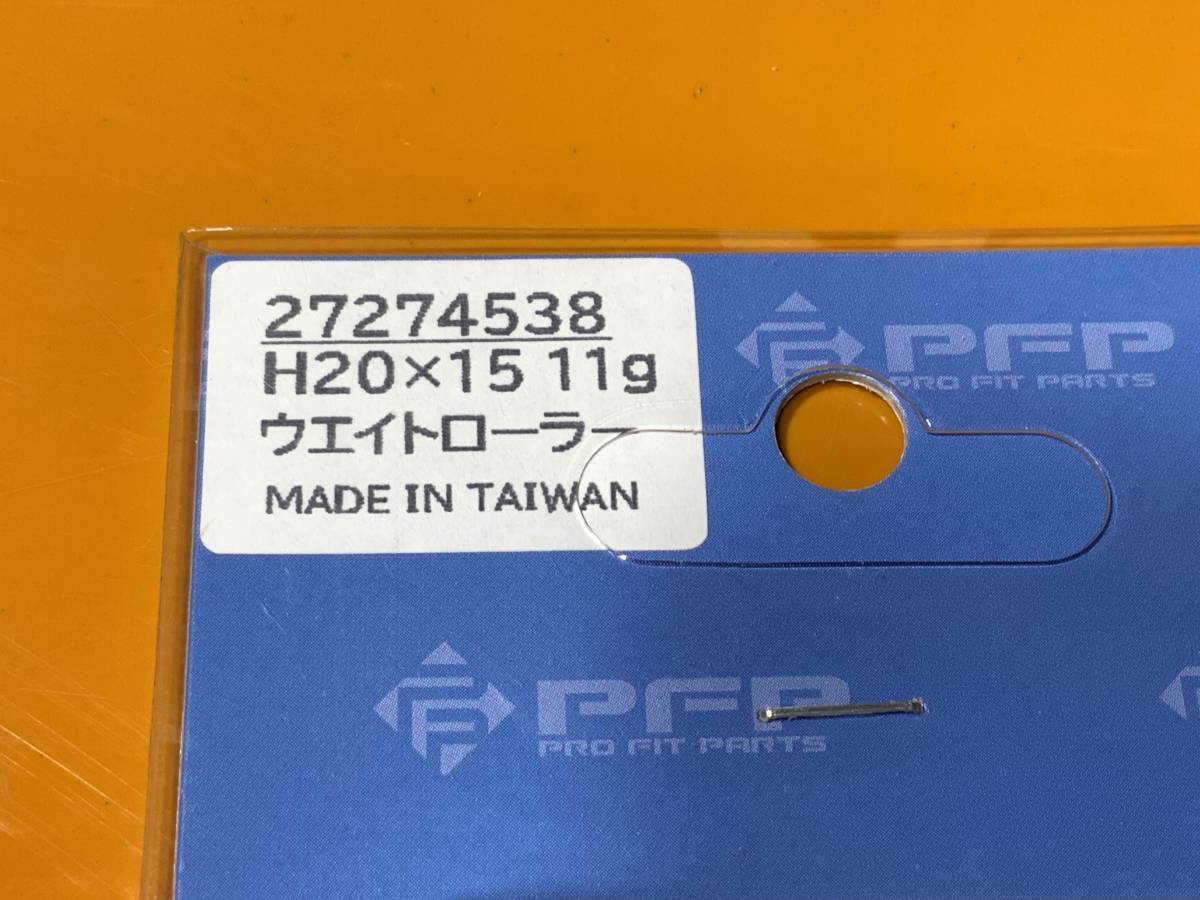 27274538
H20×15 11g
ウエイトローラー
MADE IN TAIWAN
PFP
PRO FIT PARTS
PFP
PRO FIT PARTS